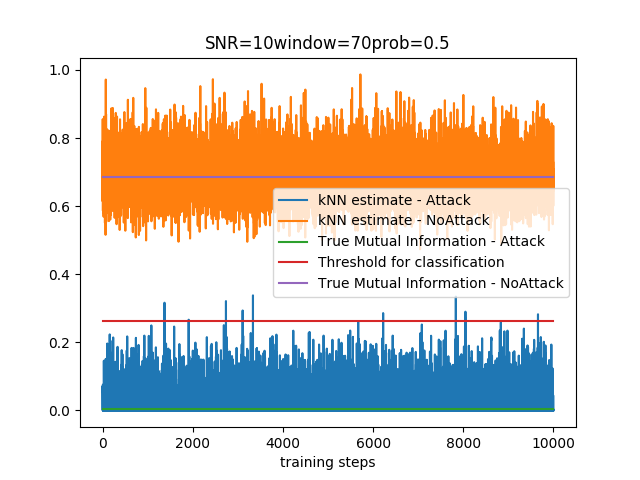 SNR=10window=70prob=0.5
1.0
0.8
0.6
0.4
0.2
0.0
kNN estimate - Attack
kNN estimate - NoAttack
True Mutual Information - Attack
Threshold for classification
True Mutual Information - NoAttack
0 2000 4000 6000 8000 10000
training steps